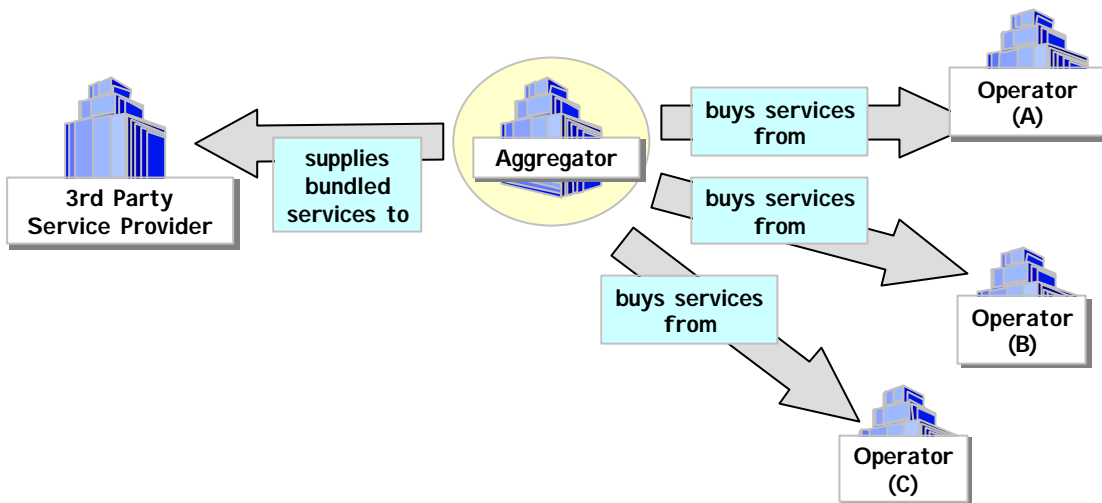 3rd Party
Service Provider
supplies
bundled
services to
Aggregator
buys services
from
Operator
(A)
buys services
from
Operator
(B)
buys services
from
Operator
(C)